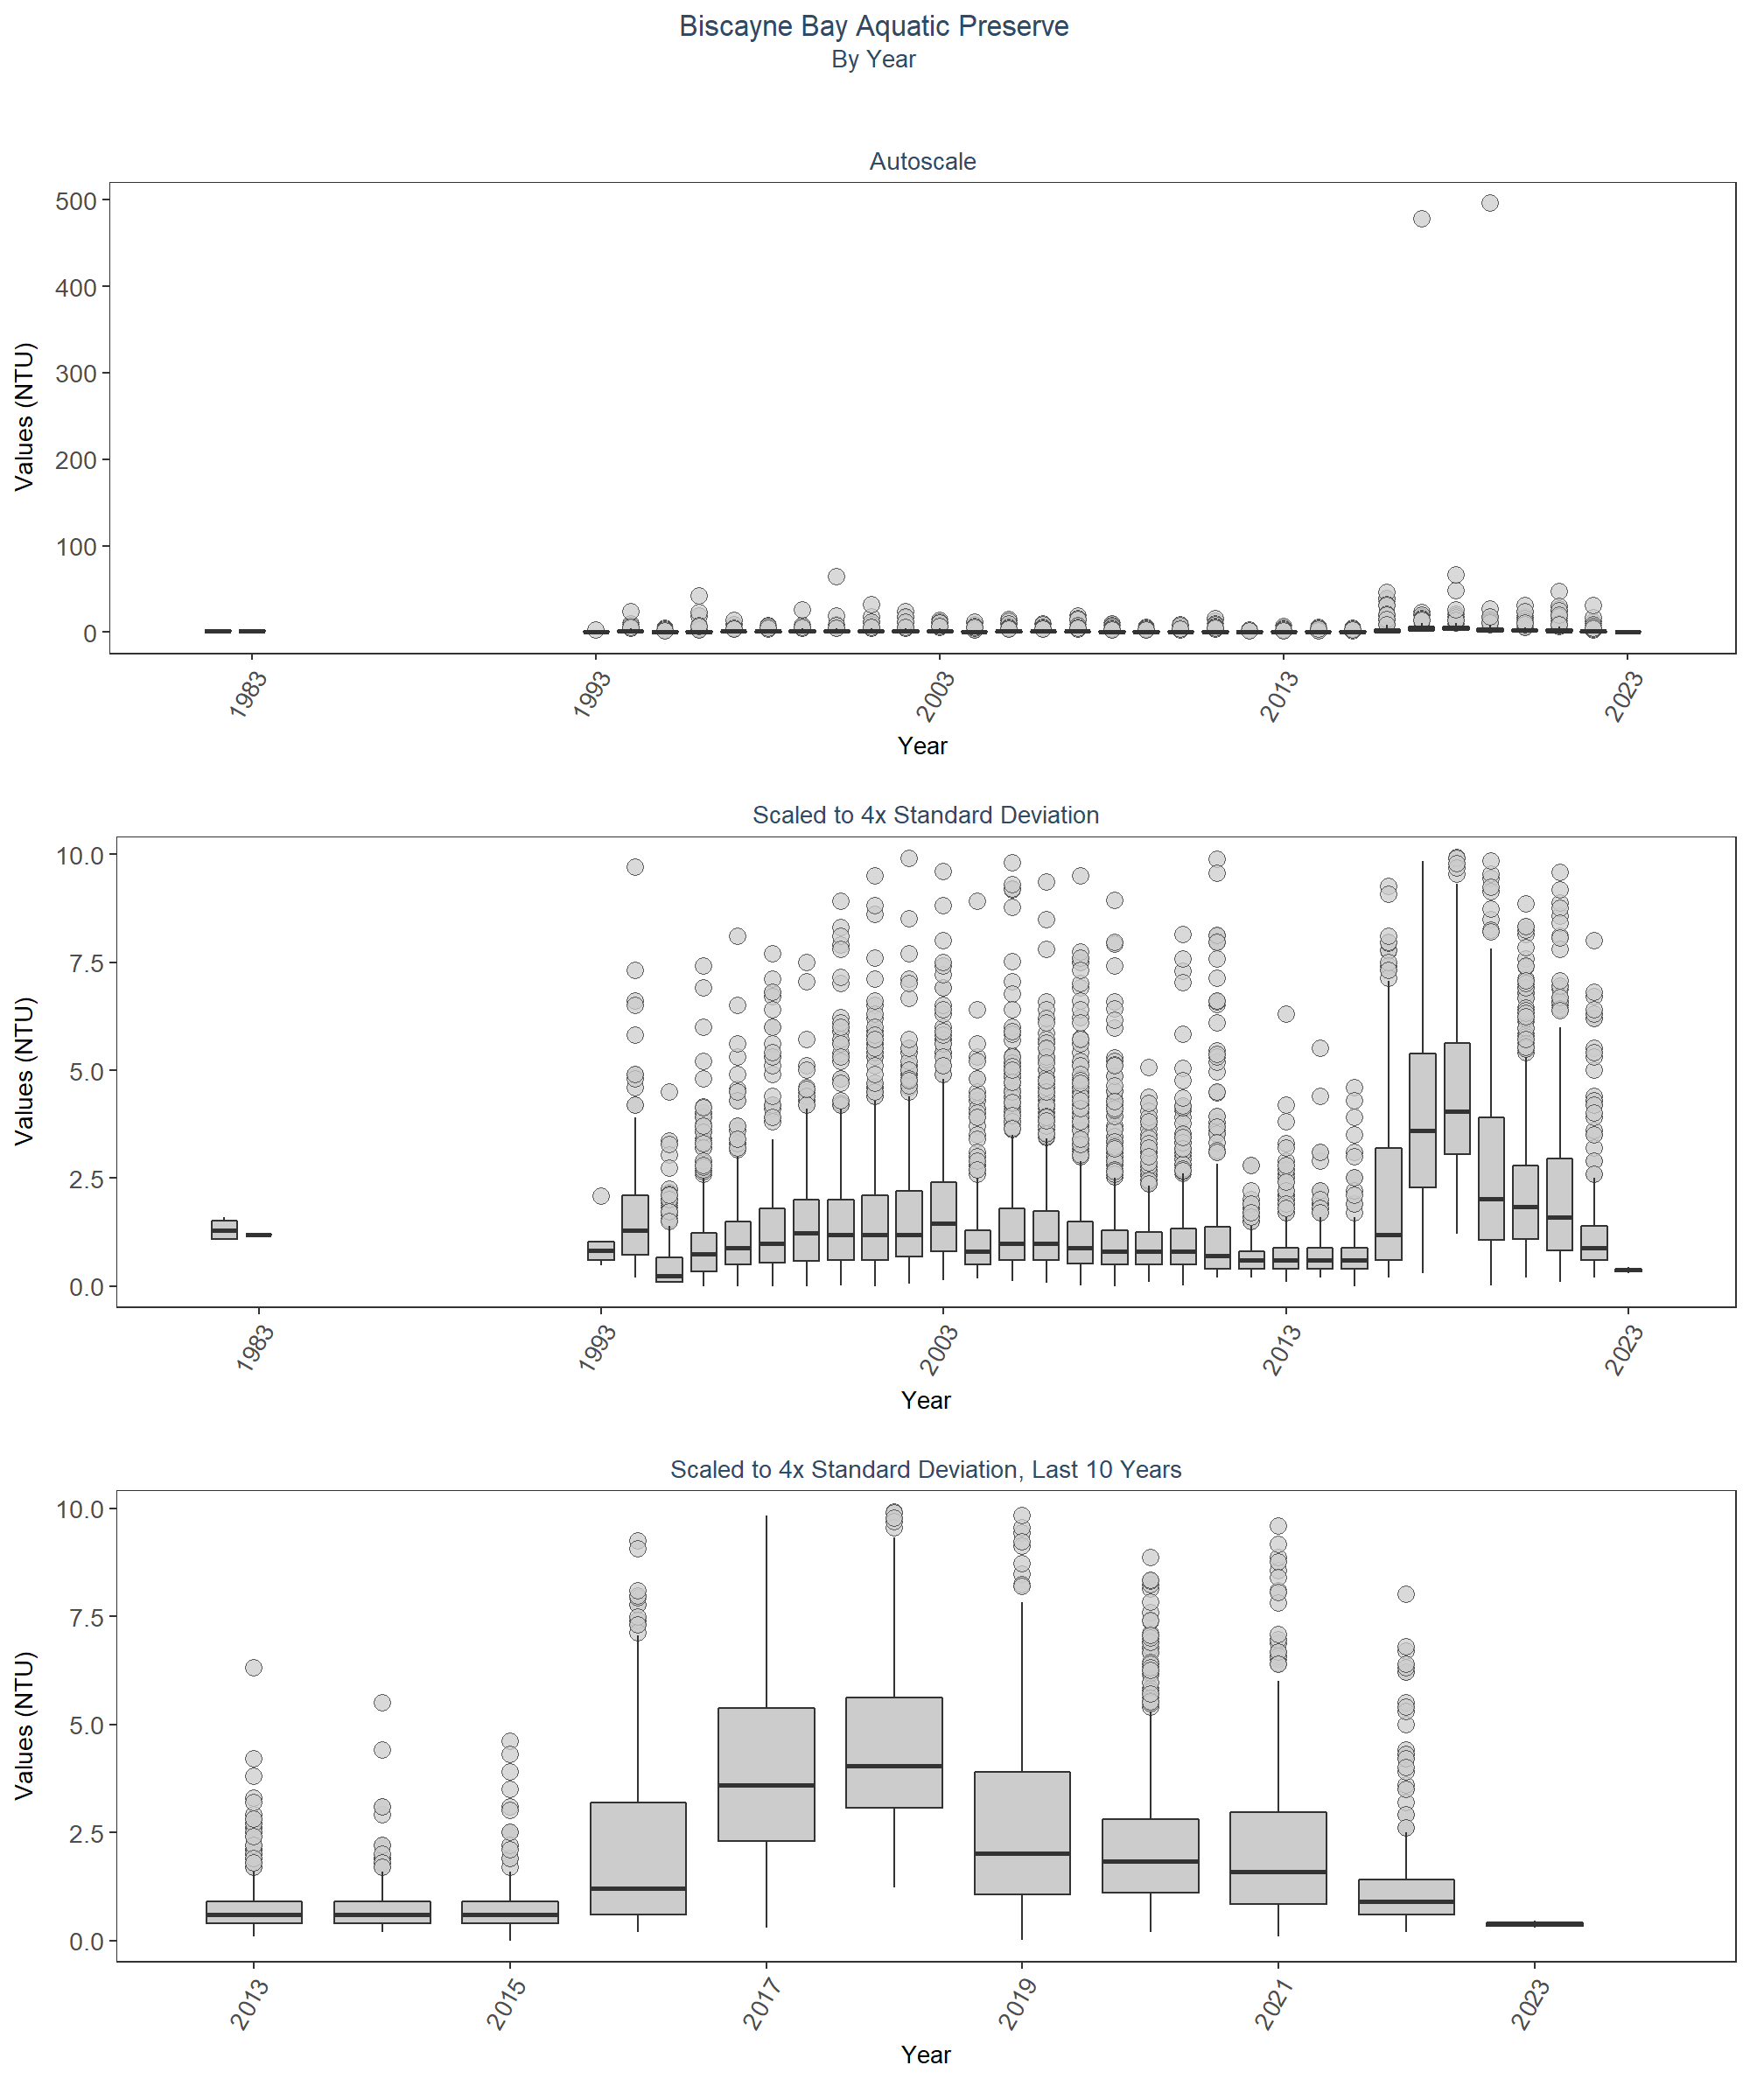 Biscayne Bay Aquatic Preserve
By Year
Autoscale
Values (NTU)
500
400
300
200
100
0
1983
1993
2003
2013
2023
Year
Scaled to 4x Standard Deviation
Values (NTU)
10.0
7.5
5.0
2.5
0.0
1983
1993
2003
2013
2023
Year
Scaled to 4x Standard Deviation, Last 10 Years
Values (NTU)
10.0
7.5
5.0
2.5
0.0
2013
2015
2017
2019
2021
2023
Year